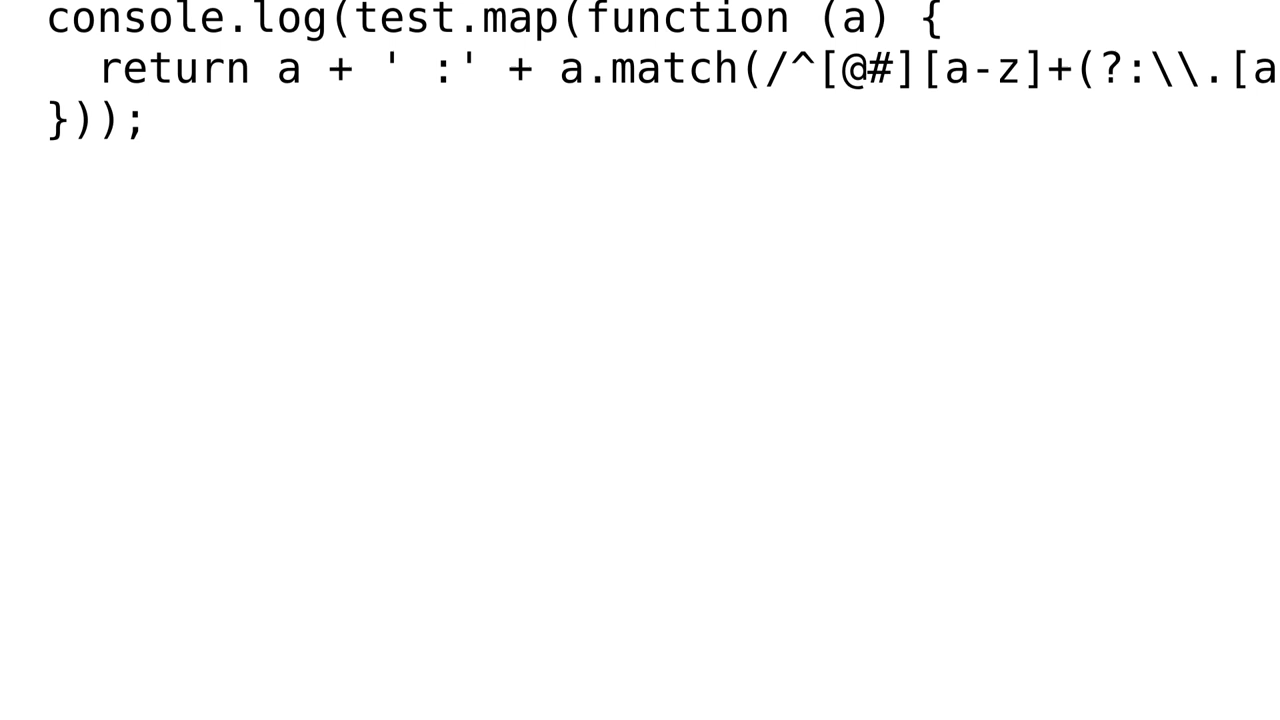 console.log(test.map(function (a) {
  return a + ' :' + a.match(/^[@#][a-z]+(?:\\.[a
}));